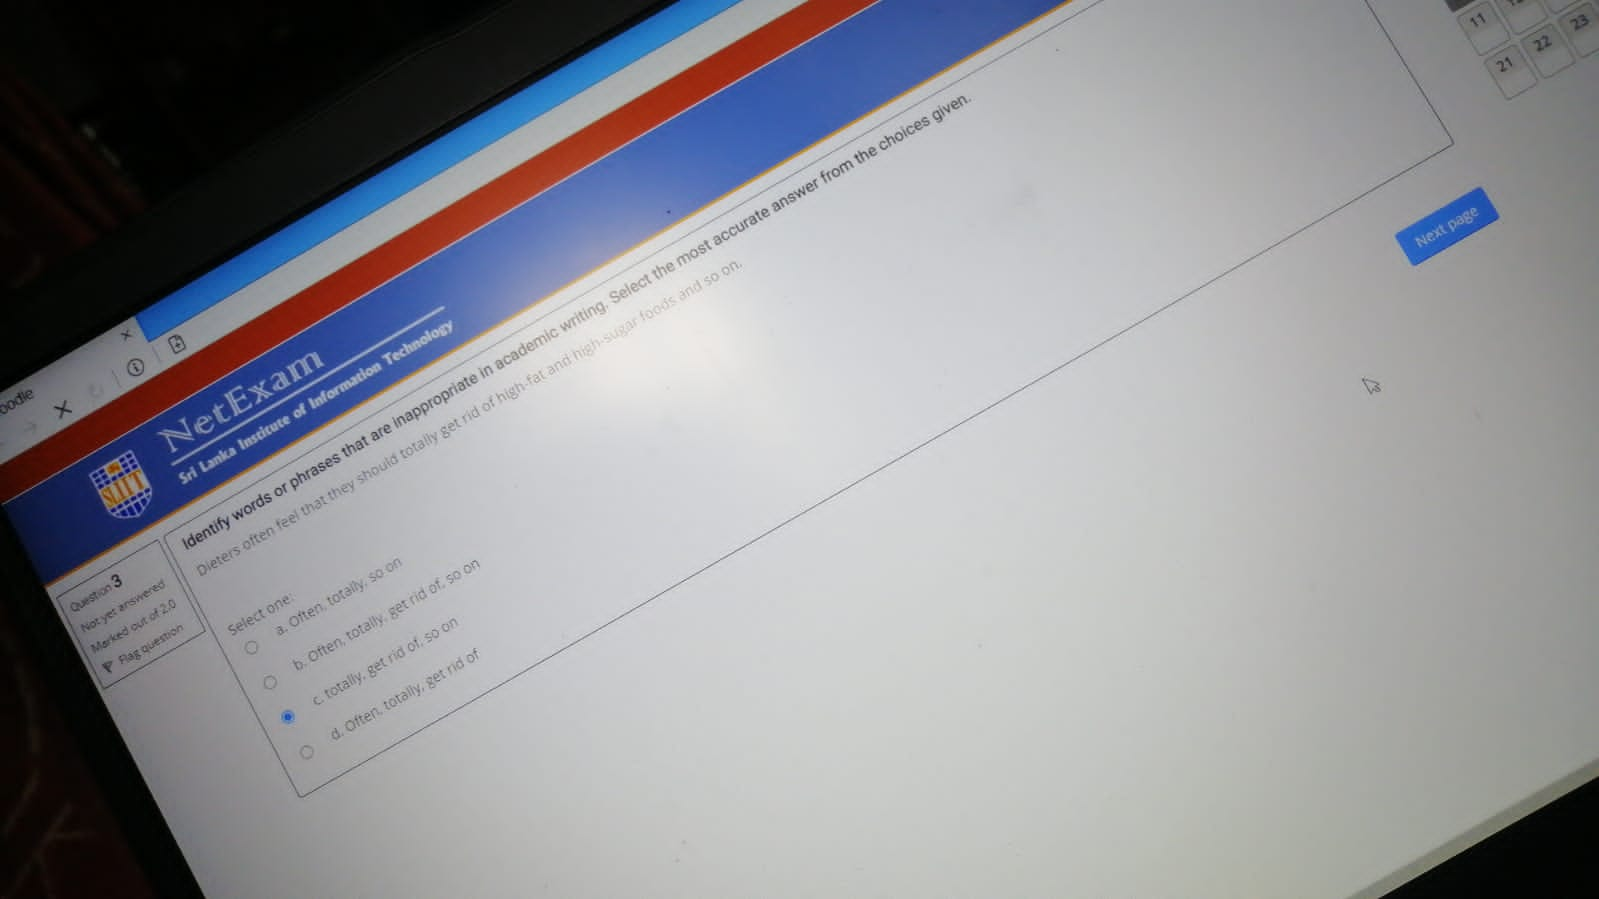 oodle
NetExam
Sri Lanka Institute of Information Technology
SLIIT
Question 3
Not yet answered
Marked out of 2.0
Flag question
Identify words or phrases that are inappropriate in academic writing. Select the most accurate answer from the choices given.
Dieters often feel that they should totally get rid of high-fat and high-sugar foods and so on.
Select one:
a. Often, totally, so on
b. Often, totally, get rid of, so on
c. totally, get rid of, so on
d. Often, totally, get rid of
11
21 22 23
Next page